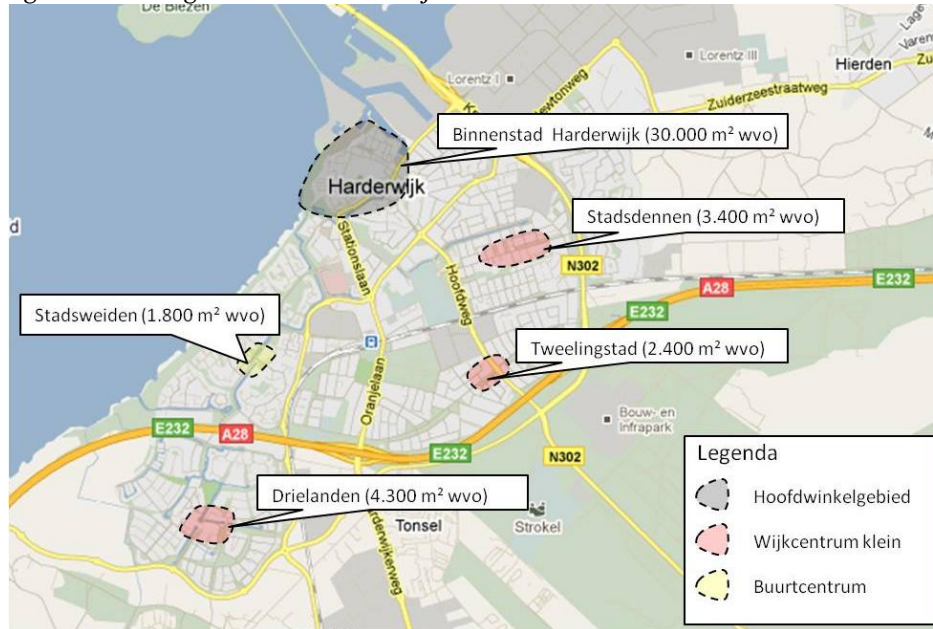 De Biezen
Lorentz I
Lorentz III
Hierden
Zuiderzeestraatweg
Binnenstad Harderwijk (30.000 m² wvo)
Harderwijk
Stadsdennen (3.400 m² wvo)
d
Stationslaan
Hoofdweg
N302
A28
E232
E232
Stadsweiden (1.800 m² wvo)
Tweelingstad (2.400 m² wvo)
Oranjelaan
E232
A28
E232
Bouw- en
Infrapark
N302
Drielanden (4.300 m² wvo)
Tonsel
Strokel
Legenda
Hoofdwinkelgebied
Wijkcentrum klein
Buurtcentrum